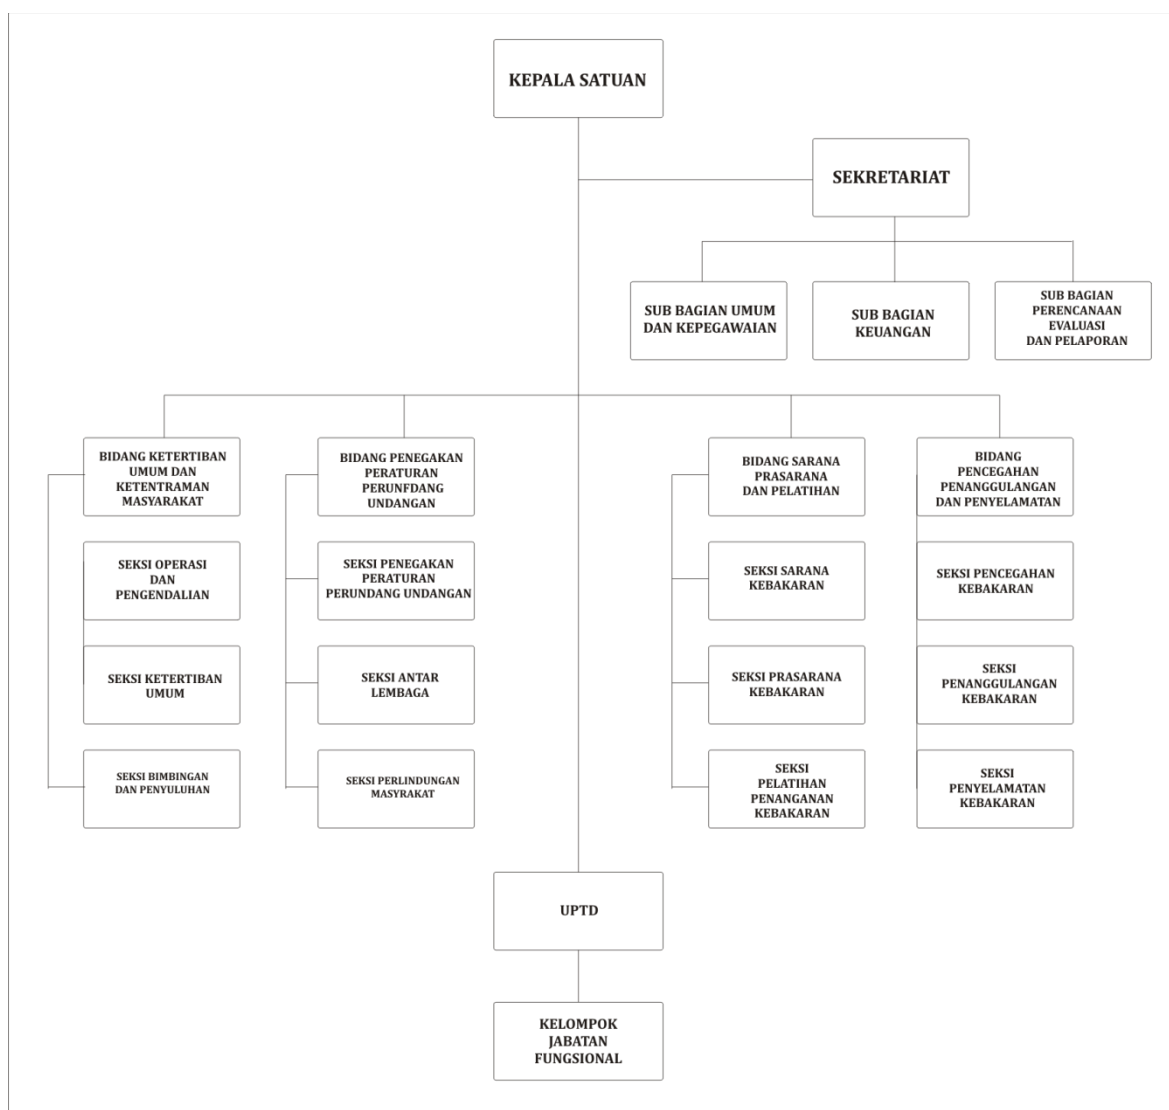 KEPALA SATUAN
SEKRETARIAT
SUB BAGIAN UMUM
DAN KEPEGAWAIAN
SUB BAGIAN
KEUANGAN
SUB BAGIAN
PERENCANAAN
EVALUASI
DAN PELAPORAN
BIDANG KETERTIBAN
UMUM DAN
KETENTRAMAN
MASYARAKAT
SEKSI OPERASI
DAN
PENGENDALIAN
SEKSI KETERTIBAN
UMUM
SEKSI BIMBINGAN
DAN PENYULUHAN
BIDANG PENEGAKAN
PERATURAN
PERUNFDANG
UNDANGAN
SEKSI PENEGAKAN
PERATURAN
PERUNDANG UNDANGAN
SEKSI ANTAR
LEMBAGA
SEKSI PERLINDUNGAN
MASYRAKAT
BIDANG SARANA
PRASARANA
DAN PELATIHAN
SEKSI SARANA
KEBAKARAN
SEKSI PRASARANA
KEBAKARAN
SEKSI
PELATIHAN
PENANGANAN
KEBAKARAN
BIDANG
PENCEGAHAN
PENANGGULANGAN
DAN PENYELAMATAN
SEKSI PENCEGAHAN
KEBAKARAN
SEKSI
PENANGGULANGAN
KEBAKARAN
SEKSI
PENYELAMATAN
KEBAKARAN
UPTD
KELOMPOK
JABATAN
FUNGSIONAL